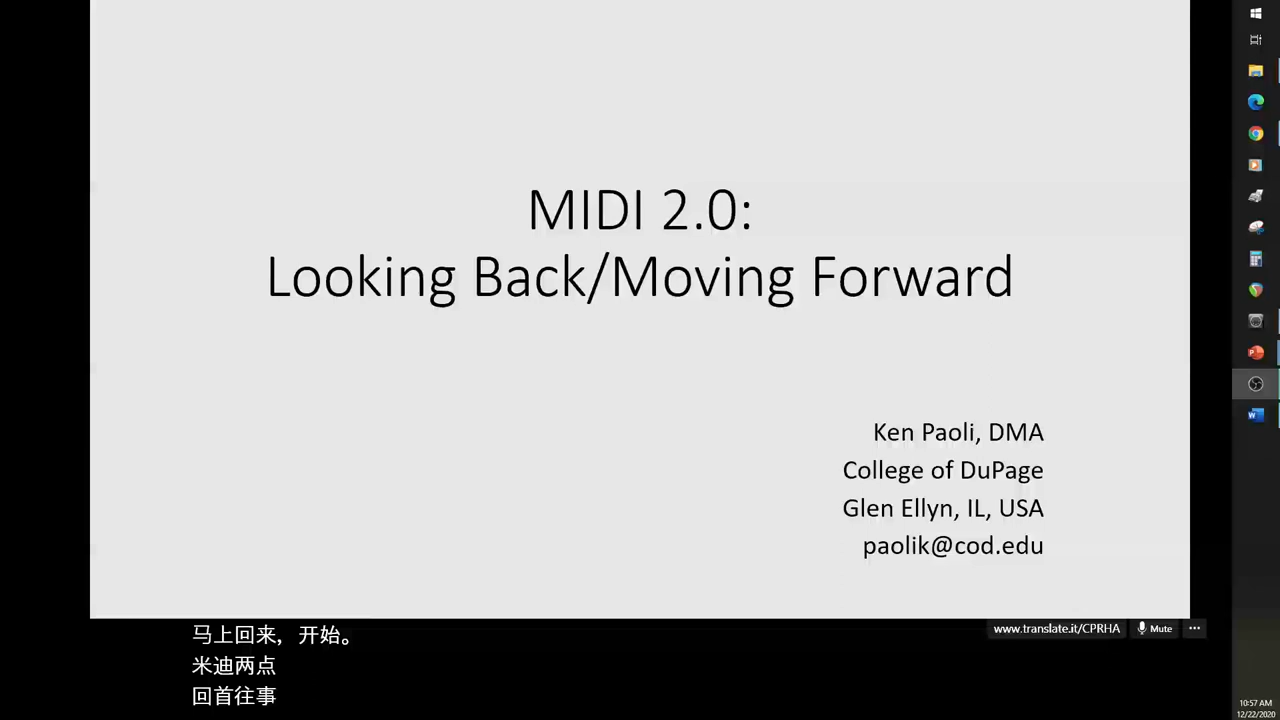 MIDI 2.0:
Looking Back/Moving Forward
Ken Paoli, DMA
College of DuPage
Glen Ellyn, IL, USA
paolik@cod.edu
www.translate.it/CPRHA
Mute
马上回来，开始。
米迪两点
回首往事
10:57 AM
12/22/2020